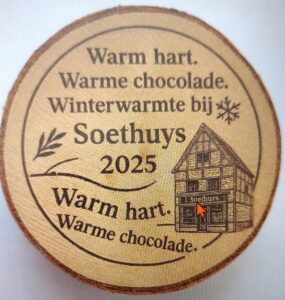 Warm hart.
Warme chocolade.
Winterwarmte bij
Soethuys
2025
Soethuys
Warm hart.
Warme chocolade.